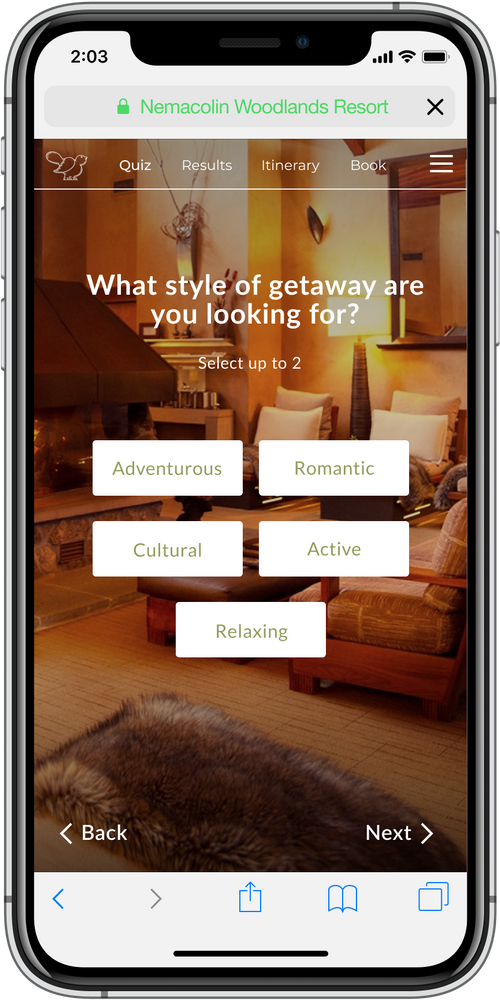 2:03
Nemacolin Woodlands Resort
Quiz Results Itinerary Book
What style of getaway are
you looking for?
Select up to 2
Adventurous Romantic
Cultural Active
Relaxing
Back Next